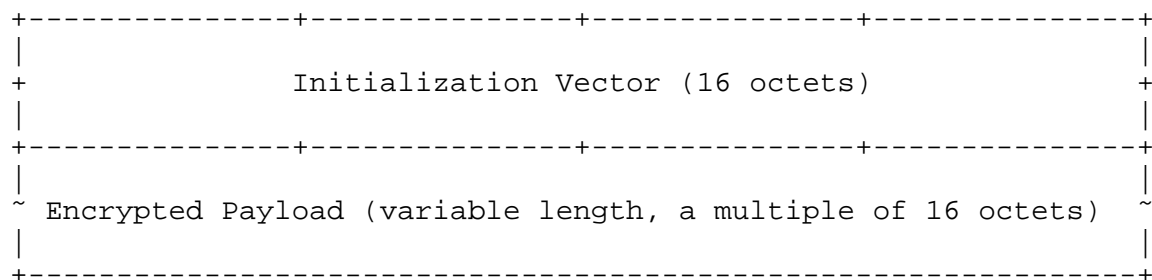 Initialization Vector (16 octets)
Encrypted Payload (variable length, a multiple of 16 octets)